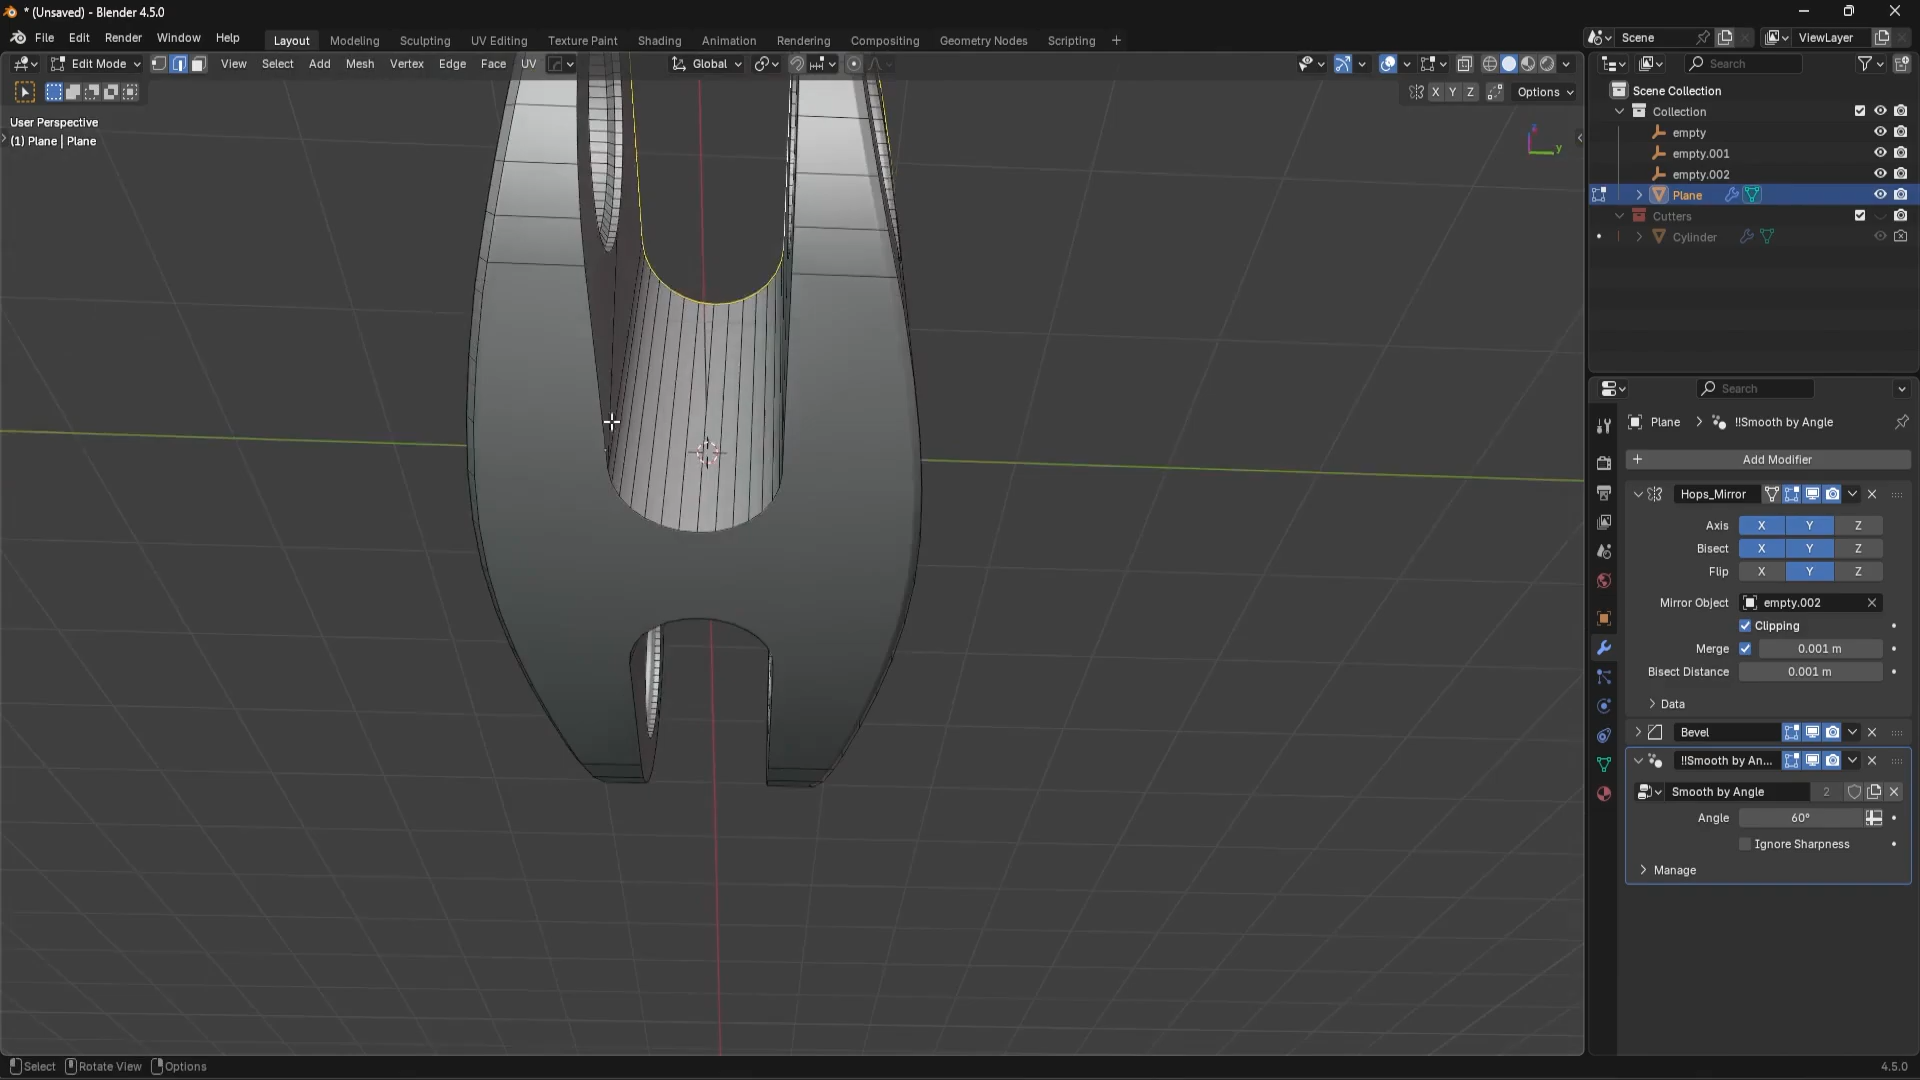 * (Unsaved) - Blender 4.5.0
File Edit Render Window Help
Layout Modeling Sculpting UV Editing Texture Paint Shading Animation Rendering Compositing Geometry Nodes Scripting +
Scene
ViewLayer
Edit Mode View Select Add Mesh Vertex Edge Face UV
Global
Search
X Y Z Options
User Perspective
(1) Plane | Plane
Y
Scene Collection
Collection
empty
empty.001
empty.002
Plane
Cutters
Cylinder
Search
Plane > !!Smooth by Angle
+ Add Modifier
Hops_Mirror
Axis X Y Z
Bisect X Y Z
Flip X Y Z
Mirror Object empty.002
Clipping
Merge 0.001 m
Bisect Distance 0.001 m
Data
Bevel
!!Smooth by An...
Smooth by Angle 2
Angle 60°
Ignore Sharpness
Manage
Select Rotate View Options
4.5.0